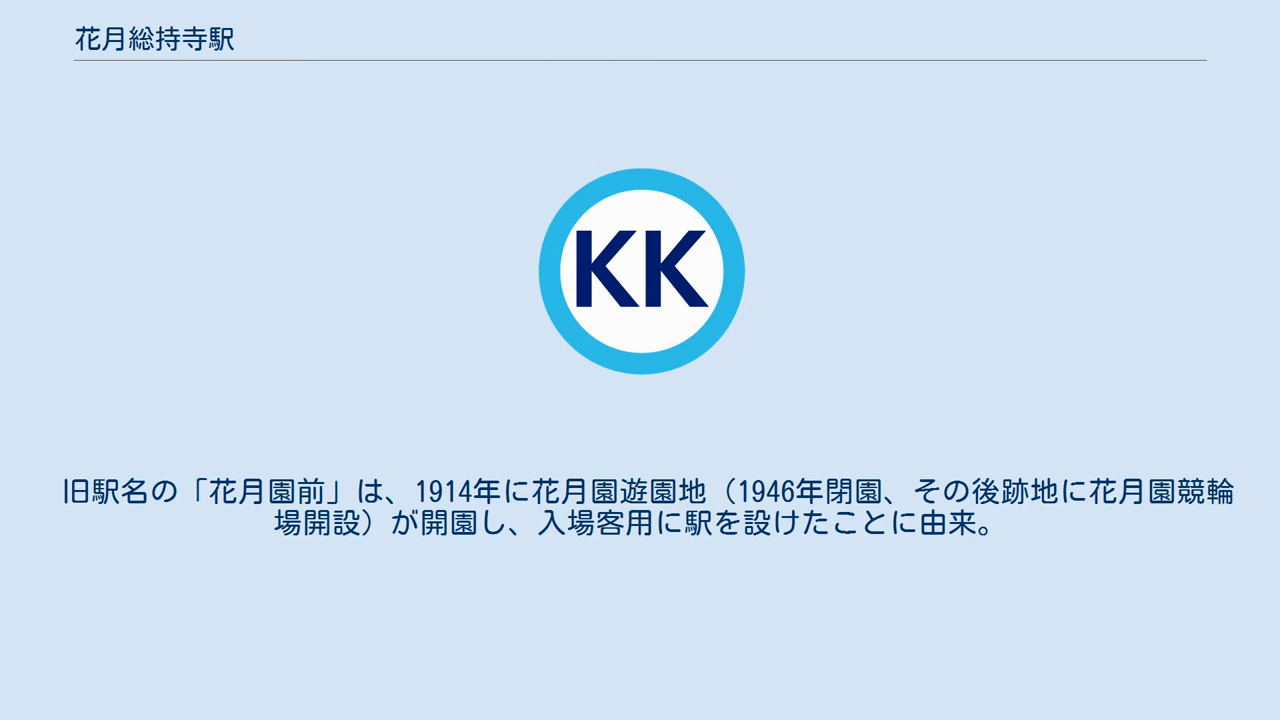 花月総持寺駅
KK
旧駅名の「花月園前」は、1914年に花月園遊園地（1946年閉園、その後跡地に花月園競輪
場開設）が開園し、入場客用に駅を設けたことに由来。